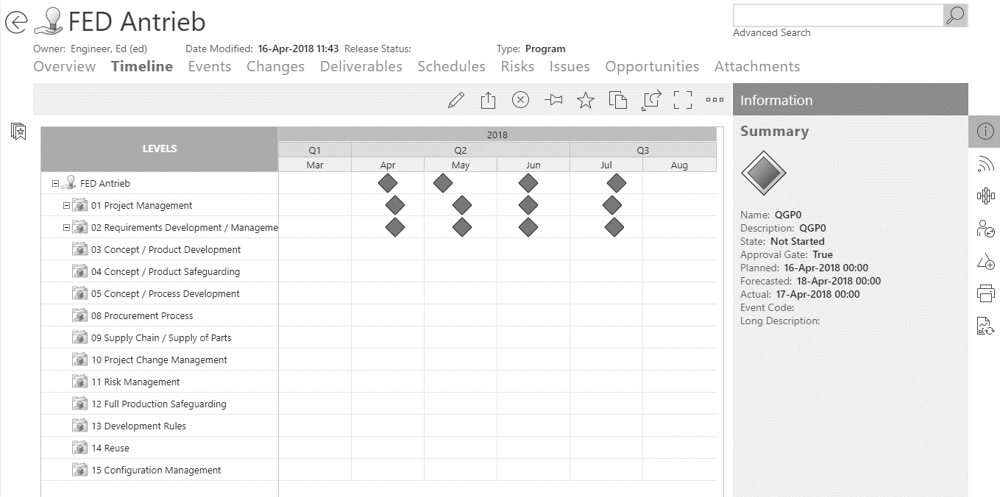 FED Antrieb
Advanced Search
Owner: Engineer, Ed (ed) Date Modified: 16-Apr-2018 11:43 Release Status: Type: Program
Overview Timeline Events Changes Deliverables Schedules Risks Issues Opportunities Attachments
Information
Summary
LEVELS
2018
Q1 Q2 Q3
Mar Apr May Jun Jul Aug
FED Antrieb
01 Project Management
02 Requirements Development / Manageme
03 Concept / Product Development
04 Concept / Product Safeguarding
05 Concept / Process Development
08 Procurement Process
09 Supply Chain / Supply of Parts
10 Project Change Management
11 Risk Management
12 Full Production Safeguarding
13 Development Rules
14 Reuse
15 Configuration Management
Name: QGP0
Description: QGP0
State: Not Started
Approval Gate: True
Planned: 16-Apr-2018 00:00
Forecasted: 18-Apr-2018 00:00
Actual: 17-Apr-2018 00:00
Event Code:
Long Description: